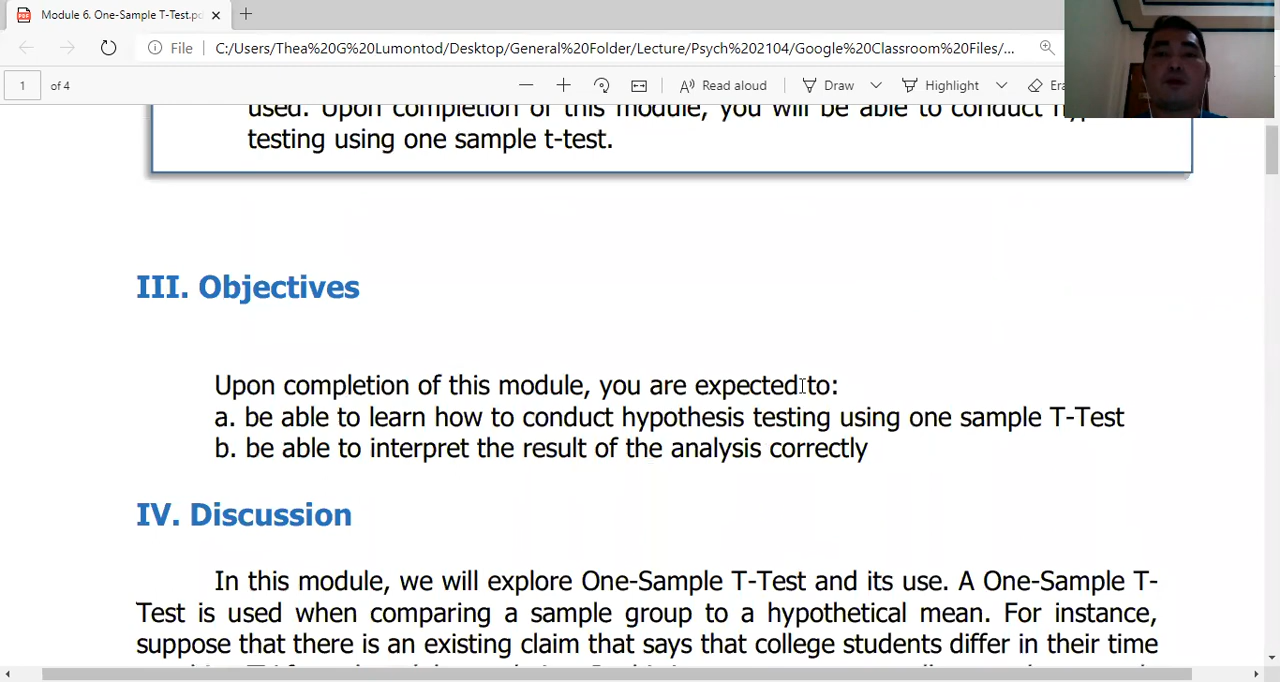 Module 6. One-Sample T-Test.pd
File
C:/Users/Thea%20G%20Lumontod/Desktop/General%20Folder/Lecture/Psych%202104/Google%20Classroom%20Files/...
1 of 4
Read aloud
Draw
Highlight
Era
used. Upon completion of this module, you will be able to conduct hyp
testing using one sample t-test.
III. Objectives
Upon completion of this module, you are expected to:
a. be able to learn how to conduct hypothesis testing using one sample T-Test
b. be able to interpret the result of the analysis correctly
IV. Discussion
In this module, we will explore One-Sample T-Test and its use. A One-Sample T-
Test is used when comparing a sample group to a hypothetical mean. For instance,
suppose that there is an existing claim that says that college students differ in their time